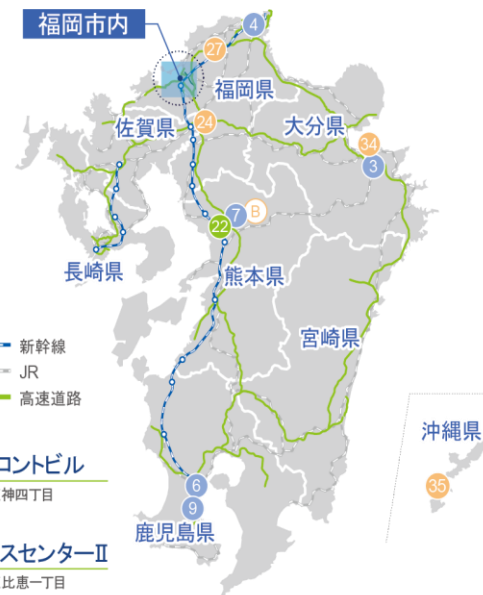 福岡市内
4
27
福岡県
佐賀県
24
大分県
34
3
7
B
22
長崎県
熊本県
宮崎県
新幹線
JR
高速道路
沖縄県
コントビル
神四丁目
35
6
9
鹿児島県
スセンターII
比恵一丁目